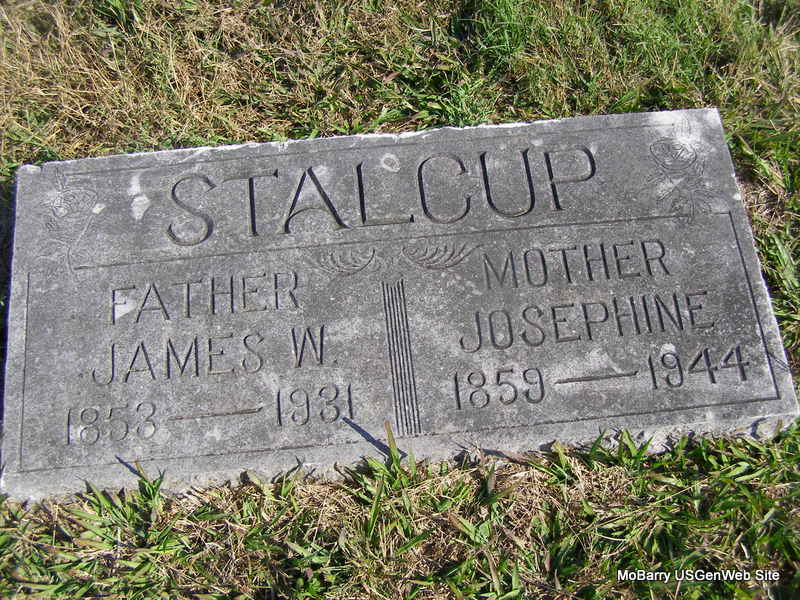 STALCUP
FATHER
JAMES W.
1853 — 1931
MOTHER
JOSEPHINE
1859 — 1944
MoBarry USGenWeb Site